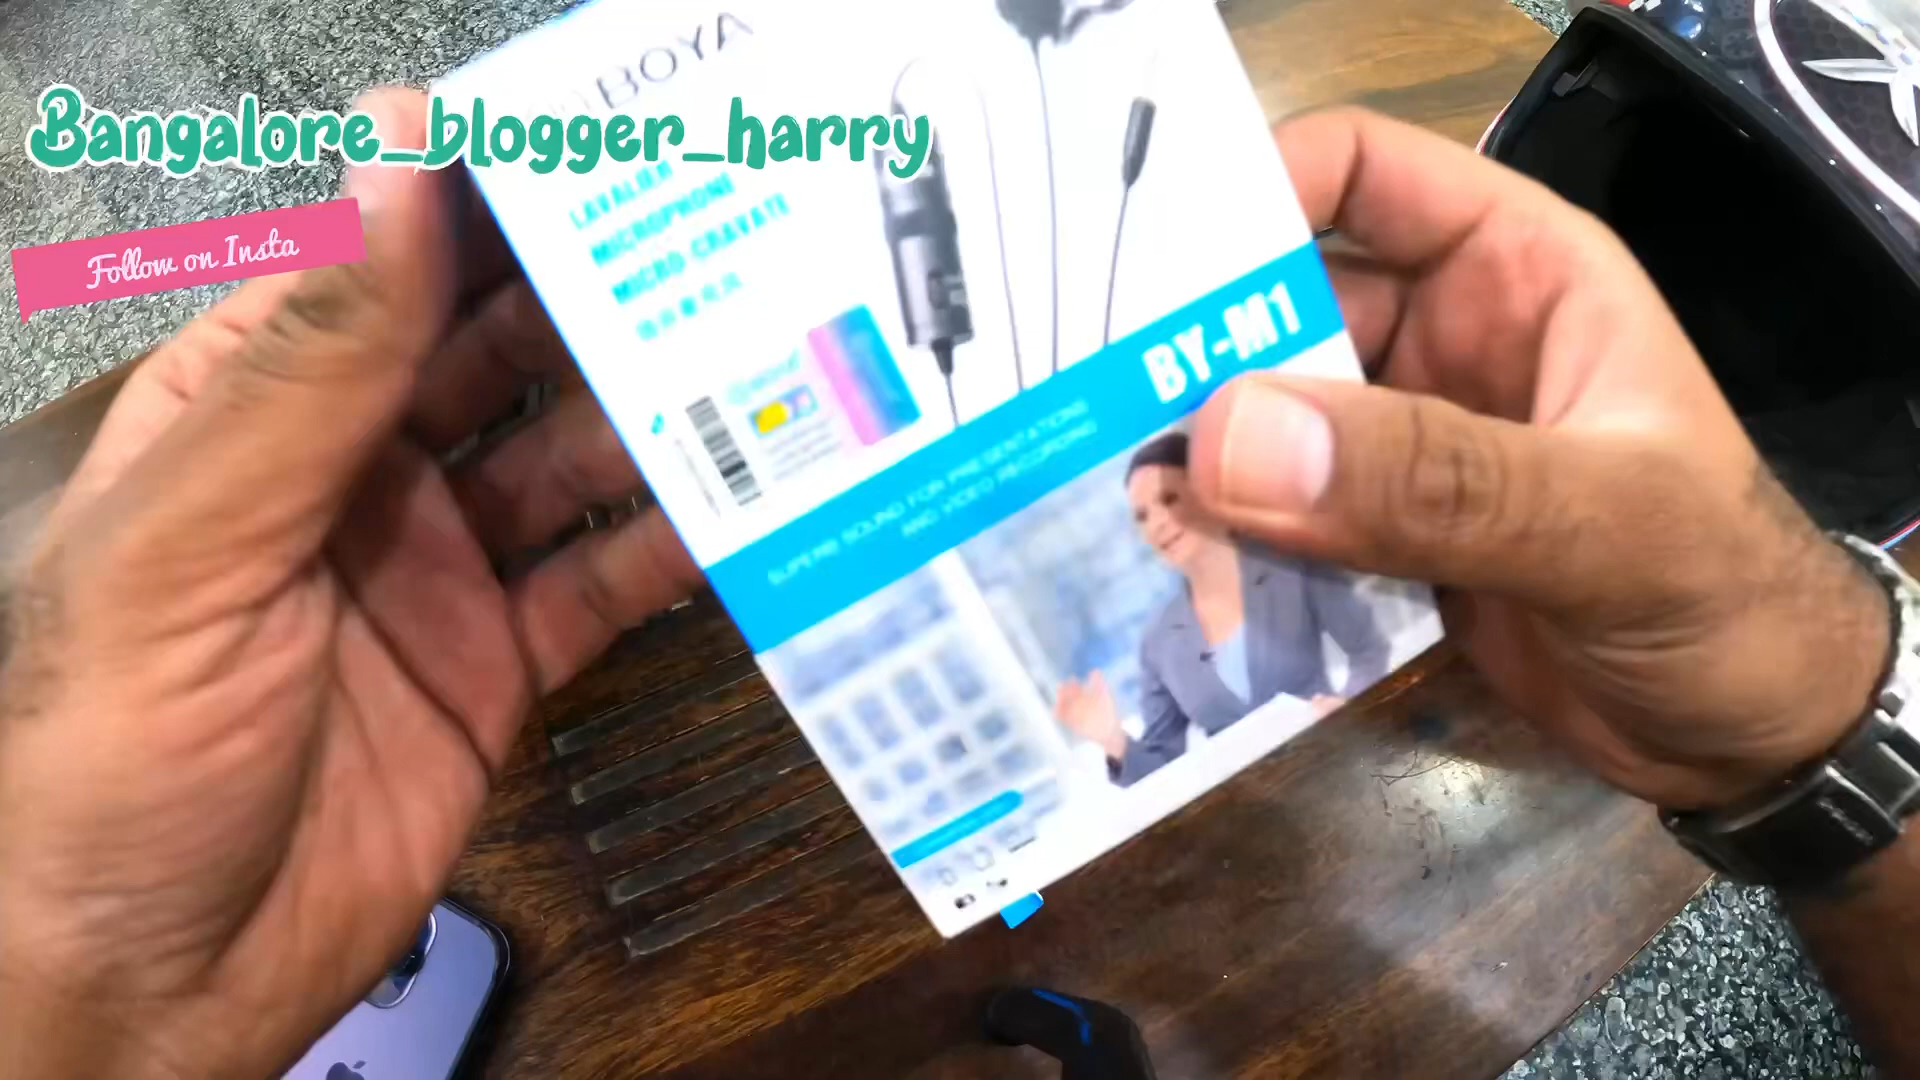 BOYA
Bangalore_blogger_harry
LAVALIER
MICROPHONE
MICRO-CRAVATE
Follow on Insta
BY-M1
SUPERB SOUND FOR PRESENTATIONS
AND VIDEO RECORDING